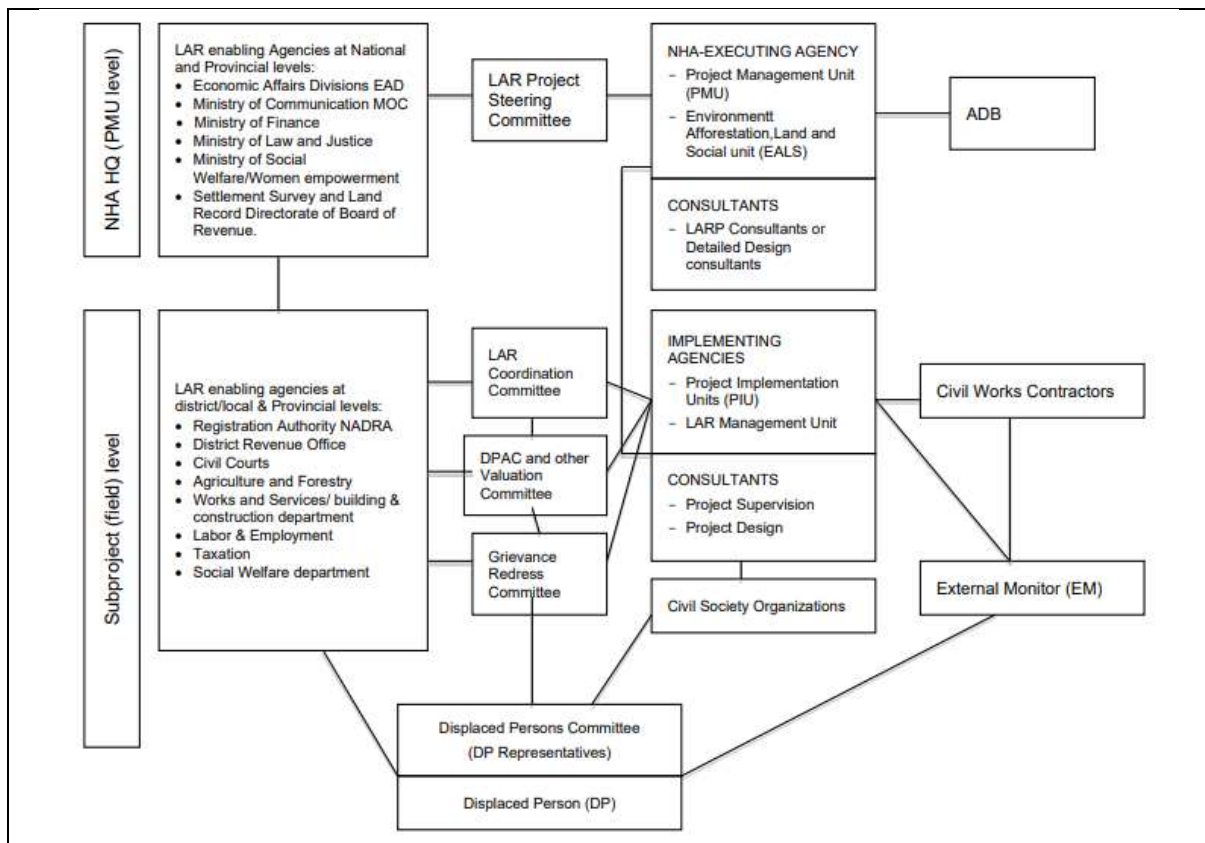 NHA HQ (PMU level)
LAR enabling Agencies at National
and Provincial levels:
• Economic Affairs Divisions EAD
• Ministry of Communication MOC
• Ministry of Finance
• Ministry of Law and Justice
• Ministry of Social
Welfare/Women empowerment
• Settlement Survey and Land
Record Directorate of Board of
Revenue.
LAR Project
Steering
Committee
NHA-EXECUTING AGENCY
− Project Management Unit
(PMU)
− Environmentt
Afforestation,Land and
Social unit (EALS)
CONSULTANTS
− LARP Consultants or
Detailed Design
consultants
ADB
Subproject (field) level
LAR enabling agencies at
district/local & Provincial levels:
• Registration Authority NADRA
• District Revenue Office
• Civil Courts
• Agriculture and Forestry
• Works and Services/ building &
construction department
• Labor & Employment
• Taxation
• Social Welfare department
LAR
Coordination
Committee
DPAC and other
Valuation
Committee
Grievance
Redress
Committee
IMPLEMENTING
AGENCIES
− Project Implementation
Units (PIU)
− LAR Management Unit
CONSULTANTS
− Project Supervision
− Project Design
Civil Society Organizations
Civil Works Contractors
External Monitor (EM)
Displaced Persons Committee
(DP Representatives)
Displaced Person (DP)